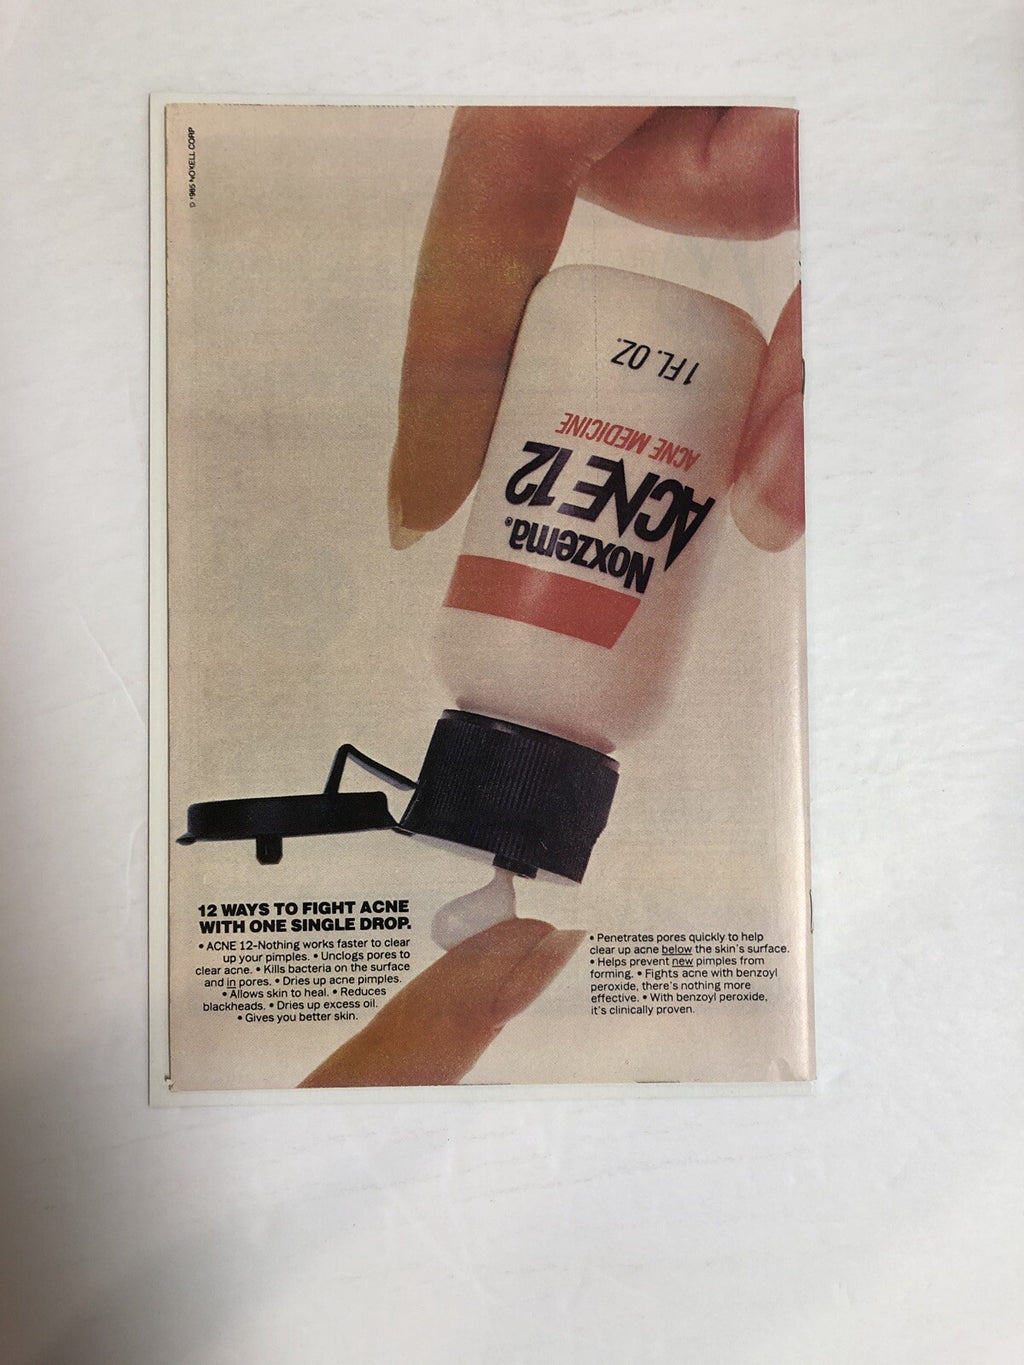 © 1985 NOXELL CORP
1 FL. OZ.
ACNE MEDICINE
ACNE 12
Noxzema®
12 WAYS TO FIGHT ACNE
WITH ONE SINGLE DROP.
• ACNE 12-Nothing works faster to clear
up your pimples. • Unclogs pores to
clear acne. • Kills bacteria on the surface
and in pores. • Dries up acne pimples.
• Allows skin to heal. • Reduces
blackheads. • Dries up excess oil.
• Gives you better skin.
• Penetrates pores quickly to help
clear up acne below the skin's surface.
• Helps prevent new pimples from
forming. • Fights acne with benzoyl
peroxide, there's nothing more
effective. • With benzoyl peroxide,
it's clinically proven.